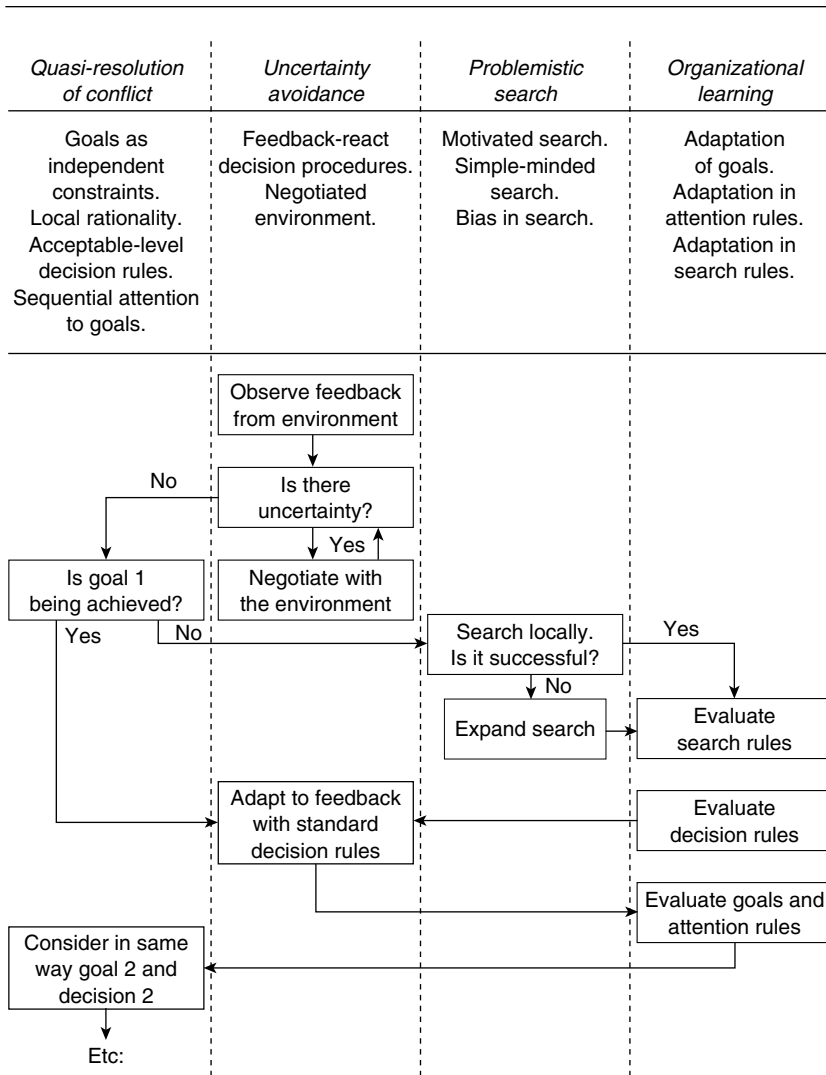 Quasi-resolution
of conflict
Uncertainty
avoidance
Problemistic
search
Organizational
learning
Goals as
independent
constraints.
Local rationality.
Acceptable-level
decision rules.
Sequential attention
to goals.
Feedback-react
decision procedures.
Negotiated
environment.
Motivated search.
Simple-minded
search.
Bias in search.
Adaptation
of goals.
Adaptation in
attention rules.
Adaptation in
search rules.
Observe feedback
from environment
No
Is there
uncertainty?
Yes
Is goal 1
being achieved?
Negotiate with
the environment
Yes
No
Search locally.
Is it successful?
Yes
No
Expand search
Evaluate
search rules
Adapt to feedback
with standard
decision rules
Evaluate
decision rules
Evaluate goals and
attention rules
Consider in same
way goal 2 and
decision 2
Etc: